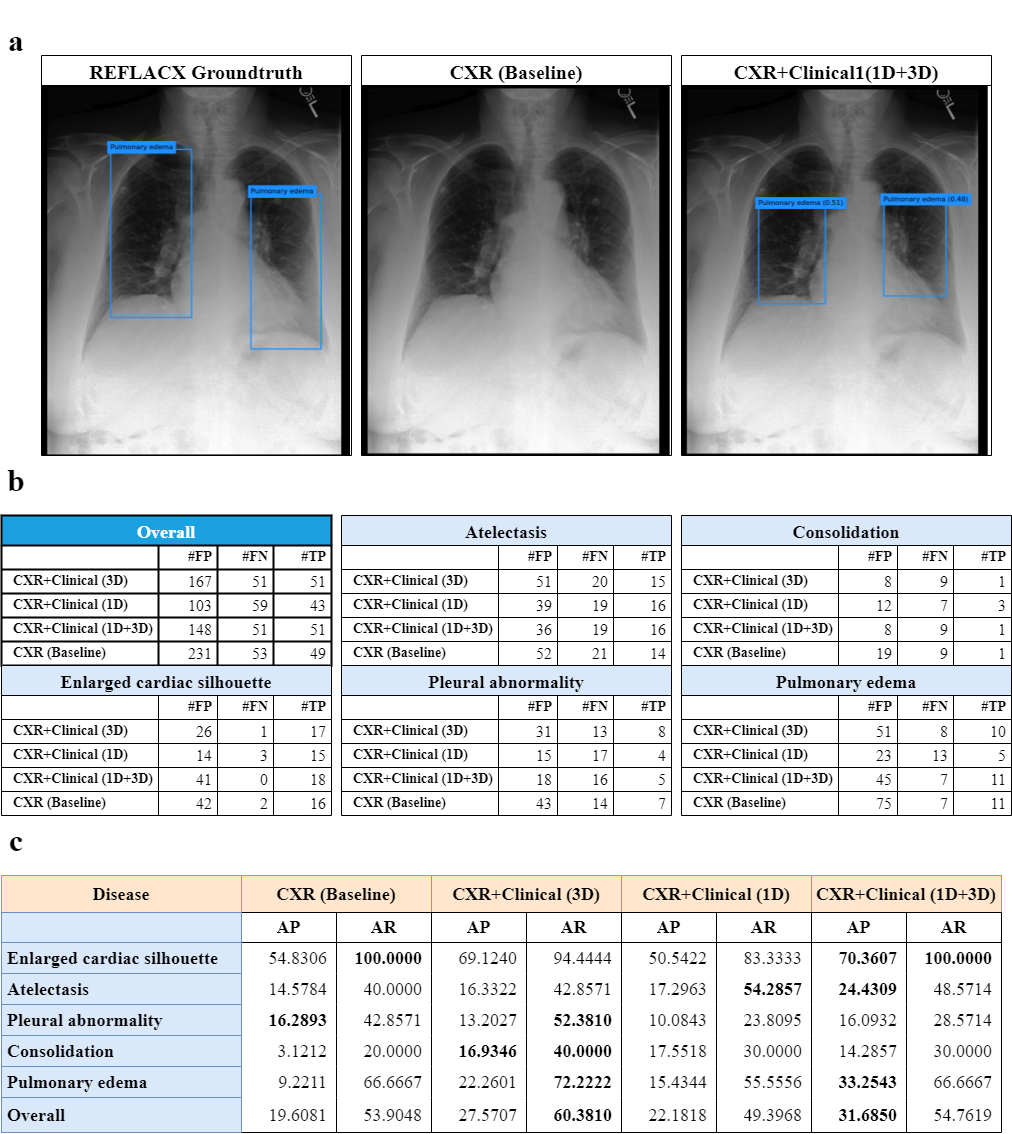 a
REFLACX Groundtruth CXR (Baseline) CXR+Clinical1(1D+3D)
Pulmonary edema
Pulmonary edema
Pulmonary edema (0.51) Pulmonary edema (0.48)
b
Overall Atelectasis Consolidation
#FP #FN #TP #FP #FN #TP #FP #FN #TP
CXR+Clinical (3D) 167 51 51 CXR+Clinical (3D) 51 20 15 CXR+Clinical (3D) 8 9 1
CXR+Clinical (1D) 103 59 43 CXR+Clinical (1D) 39 19 16 CXR+Clinical (1D) 12 7 3
CXR+Clinical (1D+3D) 148 51 51 CXR+Clinical (1D+3D) 36 19 16 CXR+Clinical (1D+3D) 8 9 1
CXR (Baseline) 231 53 49 CXR (Baseline) 52 21 14 CXR (Baseline) 19 9 1
Enlarged cardiac silhouette Pleural abnormality Pulmonary edema
#FP #FN #TP #FP #FN #TP #FP #FN #TP
CXR+Clinical (3D) 26 1 17 CXR+Clinical (3D) 31 13 8 CXR+Clinical (3D) 51 8 10
CXR+Clinical (1D) 14 3 15 CXR+Clinical (1D) 15 17 4 CXR+Clinical (1D) 23 13 5
CXR+Clinical (1D+3D) 41 0 18 CXR+Clinical (1D+3D) 18 16 5 CXR+Clinical (1D+3D) 45 7 11
CXR (Baseline) 42 2 16 CXR (Baseline) 43 14 7 CXR (Baseline) 75 7 11
c
Disease CXR (Baseline) CXR+Clinical (3D) CXR+Clinical (1D) CXR+Clinical (1D+3D)
AP AR AP AR AP AR AP AR
Enlarged cardiac silhouette 54.8306 100.0000 69.1240 94.4444 50.5422 83.3333 70.3607 100.0000
Atelectasis 14.5784 40.0000 16.3322 42.8571 17.2963 54.2857 24.4309 48.5714
Pleural abnormality 16.2893 42.8571 13.2027 52.3810 10.0843 23.8095 16.0932 28.5714
Consolidation 3.1212 20.0000 16.9346 40.0000 17.5518 30.0000 14.2857 30.0000
Pulmonary edema 9.2211 66.6667 22.2601 72.2222 15.4344 55.5556 33.2543 66.6667
Overall 19.6081 53.9048 27.5707 60.3810 22.1818 49.3968 31.6850 54.7619